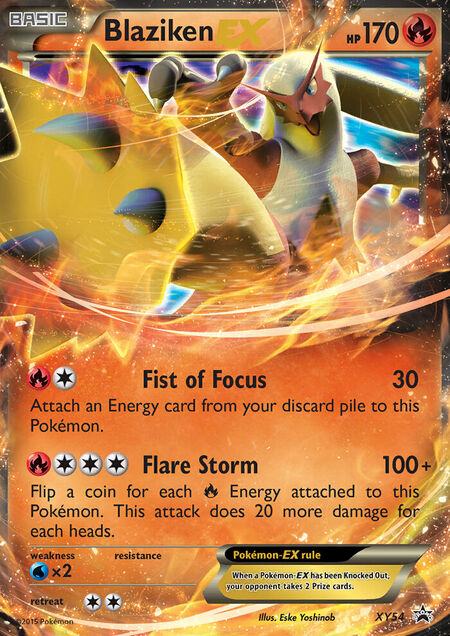 BASIC
Blaziken EX HP 170
Fist of Focus 30
Attach an Energy card from your discard pile to this
Pokémon.
Flare Storm 100+
Flip a coin for each Energy attached to this
Pokémon. This attack does 20 more damage for
each heads.
weakness resistance
×2
Pokémon-EX rule
When a Pokémon-EX has been Knocked Out,
your opponent takes 2 Prize cards.
retreat
©2015 Pokémon
Illus. Eske Yoshinob
XY54